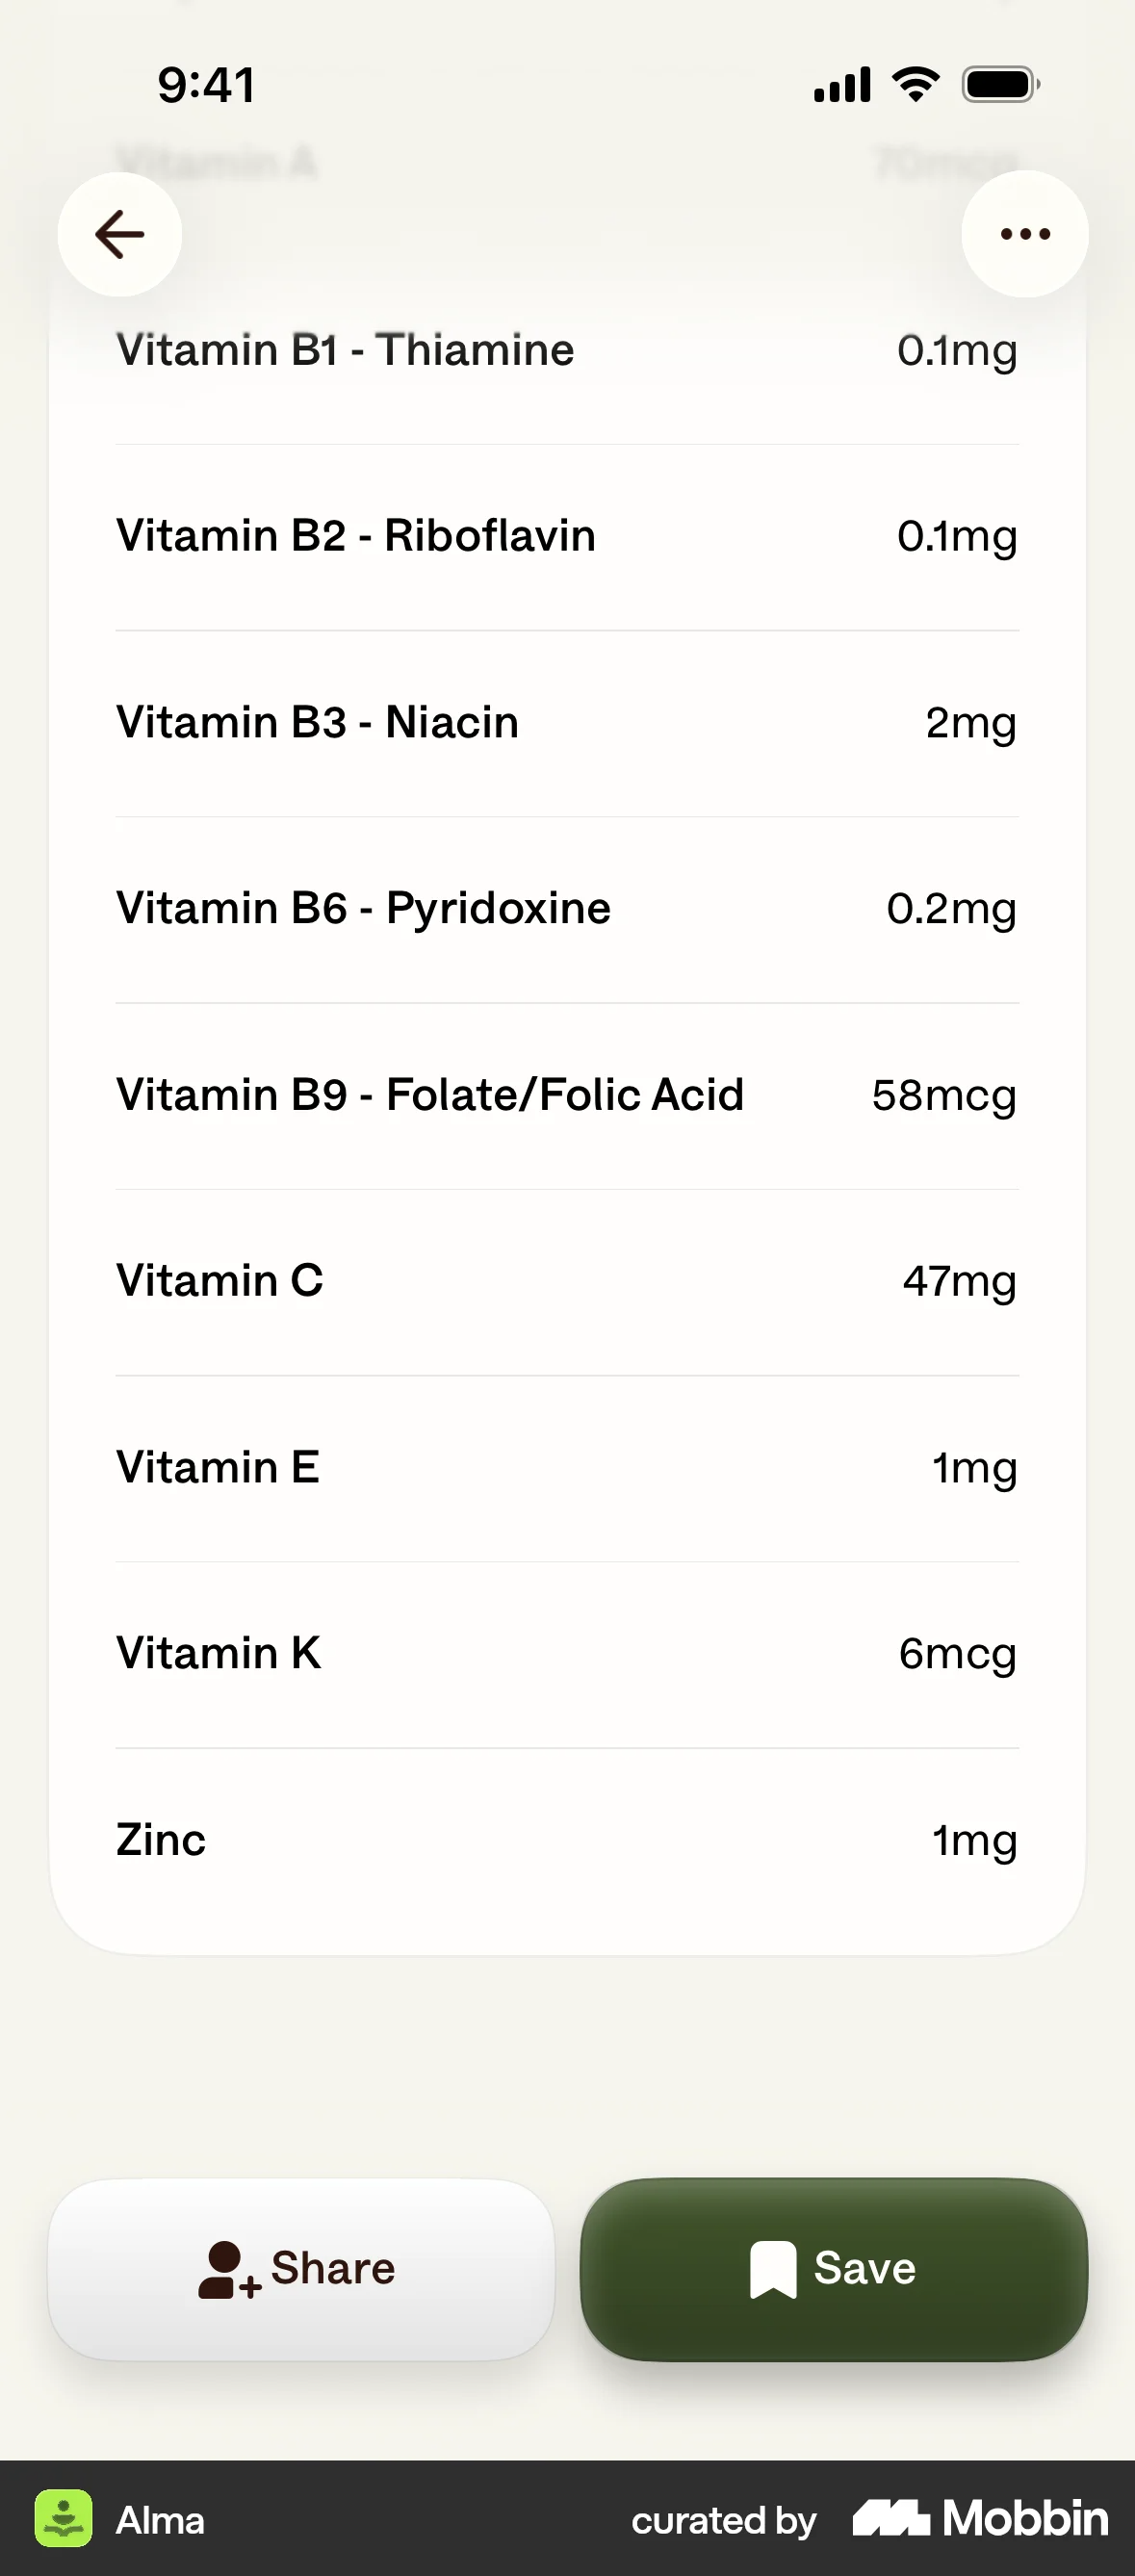 9:41
Vitamin A 70mcg
Vitamin B1 - Thiamine 0.1mg
Vitamin B2 - Riboflavin 0.1mg
Vitamin B3 - Niacin 2mg
Vitamin B6 - Pyridoxine 0.2mg
Vitamin B9 - Folate/Folic Acid 58mcg
Vitamin C 47mg
Vitamin E 1mg
Vitamin K 6mcg
Zinc 1mg
Share Save
Alma curated by Mobbin